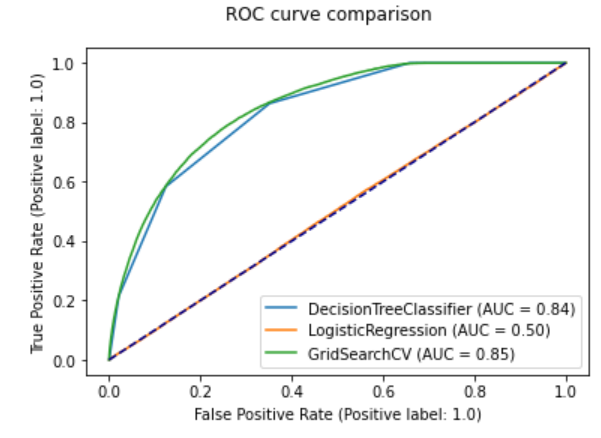 ROC curve comparison
True Positive Rate (Positive label: 1.0)
1.0
0.8
0.6
0.4
0.2
0.0
DecisionTreeClassifier (AUC = 0.84)
LogisticRegression (AUC = 0.50)
GridSearchCV (AUC = 0.85)
0.0 0.2 0.4 0.6 0.8 1.0
False Positive Rate (Positive label: 1.0)